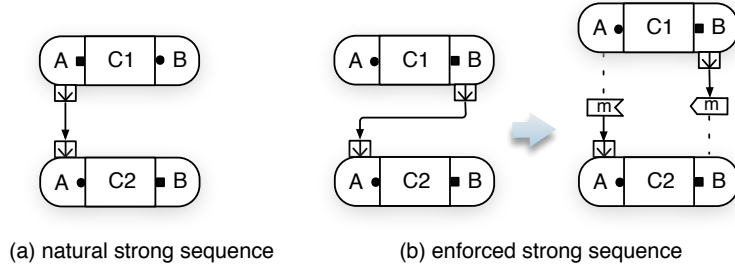 A C1 B
A C1 B
A C1 B
m m
A C2 B
A C2 B
A C2 B
(a) natural strong sequence
(b) enforced strong sequence